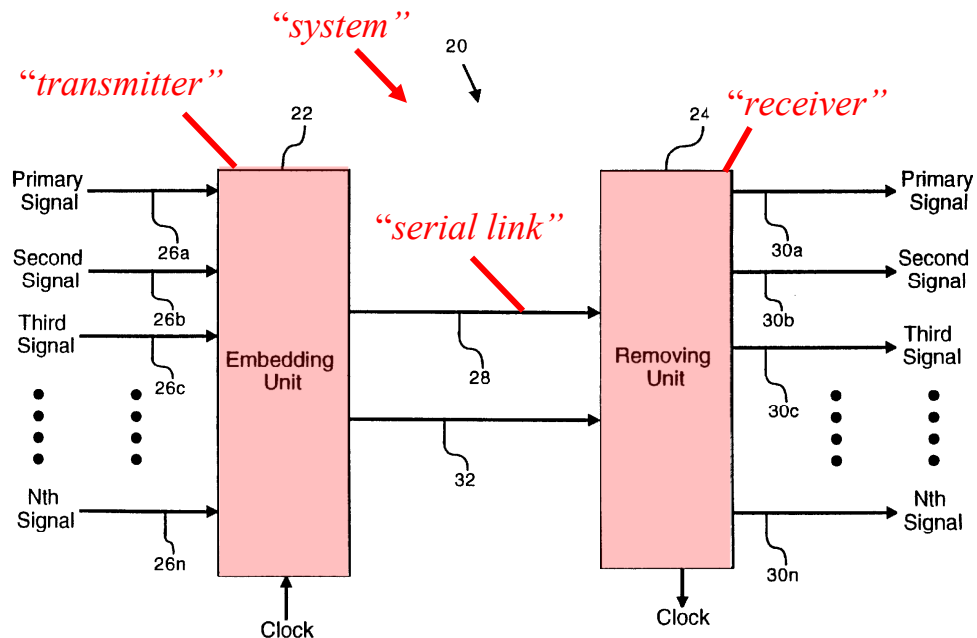 “system”
20
“transmitter”
“receiver”
22
24
Primary
Signal
Primary
Signal
“serial link”
26a
30a
Second
Signal
Second
Signal
26b
30b
Third
Signal
Third
Signal
Embedding
Unit
Removing
Unit
26c
28
30c
32
Nth
Signal
Nth
Signal
26n
30n
Clock
Clock